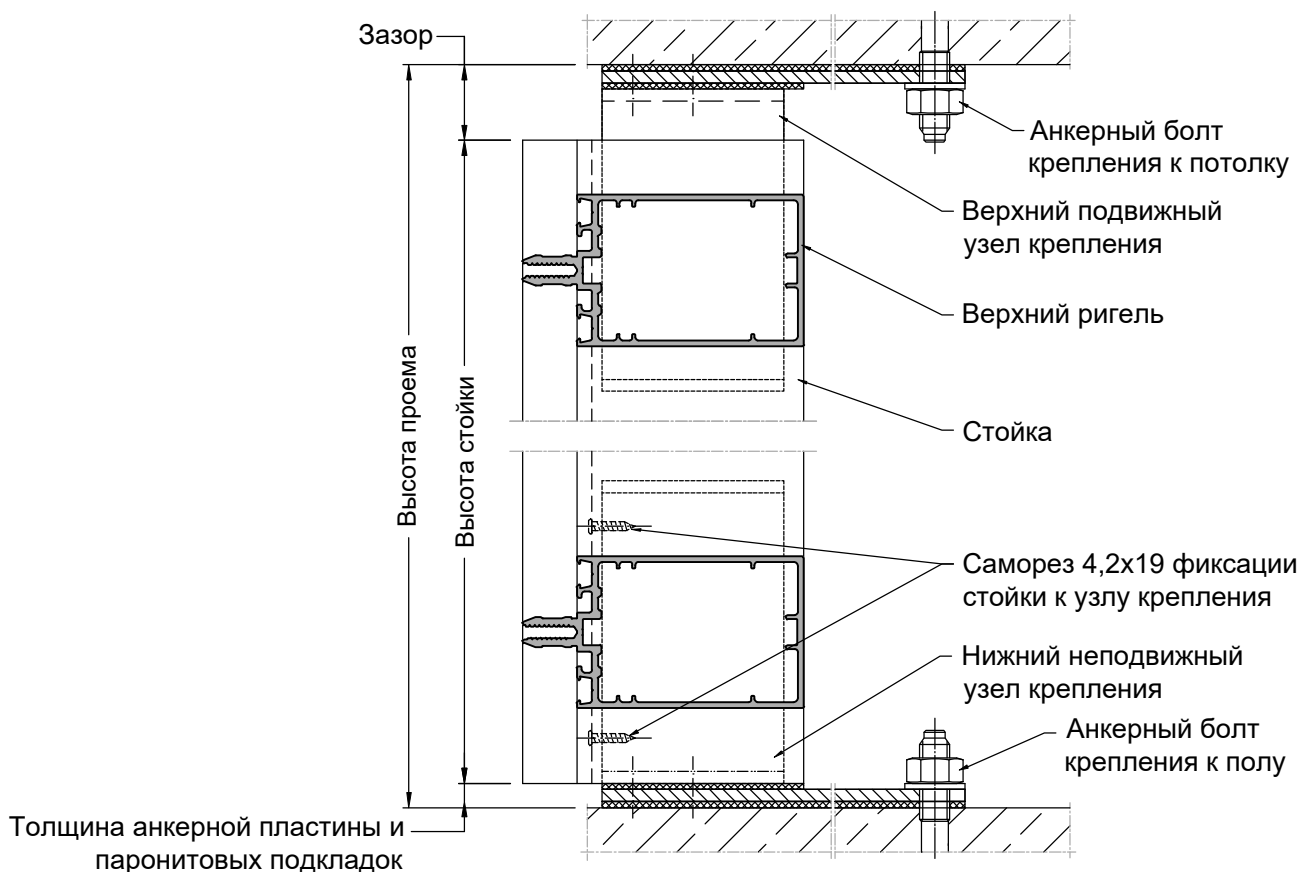 Зазор
Анкерный болт
крепления к потолку
Верхний подвижный
узел крепления
Верхний ригель
Высота проема
Высота стойки
Стойка
Саморез 4,2х19 фиксации
стойки к узлу крепления
Нижний неподвижный
узел крепления
Анкерный болт
крепления к полу
Толщина анкерной пластины и
паронитовых подкладок